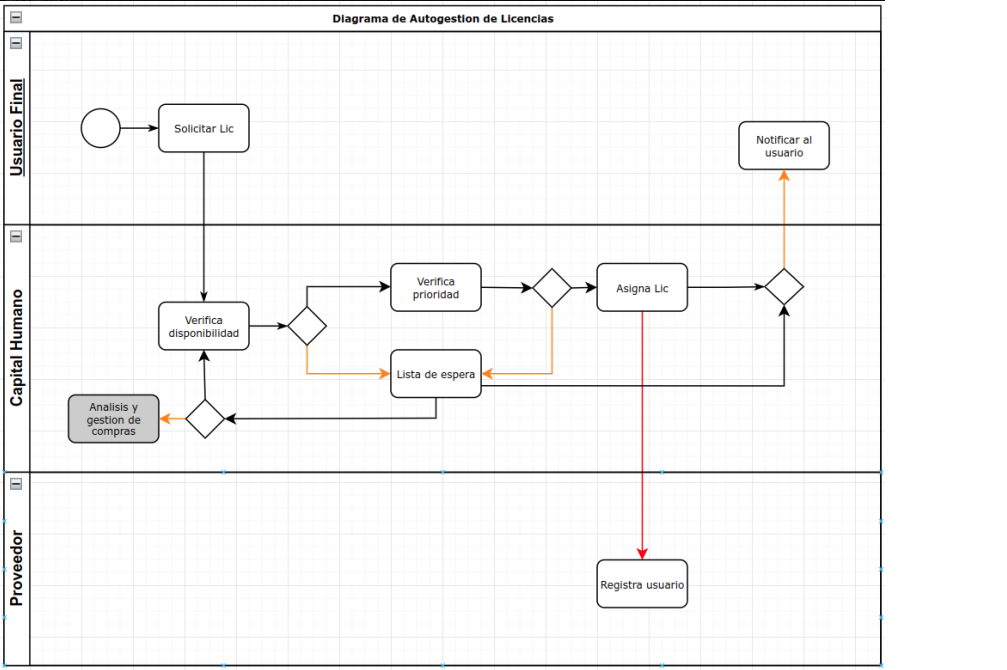 Diagrama de Autogestion de Licencias
Usuario Final
Solicitar Lic
Notificar al
usuario
Capital Humano
Verifica
disponibilidad
Verifica
prioridad
Asigna Lic
Lista de espera
Analisis y
gestion de
compras
Proveedor
Registra usuario